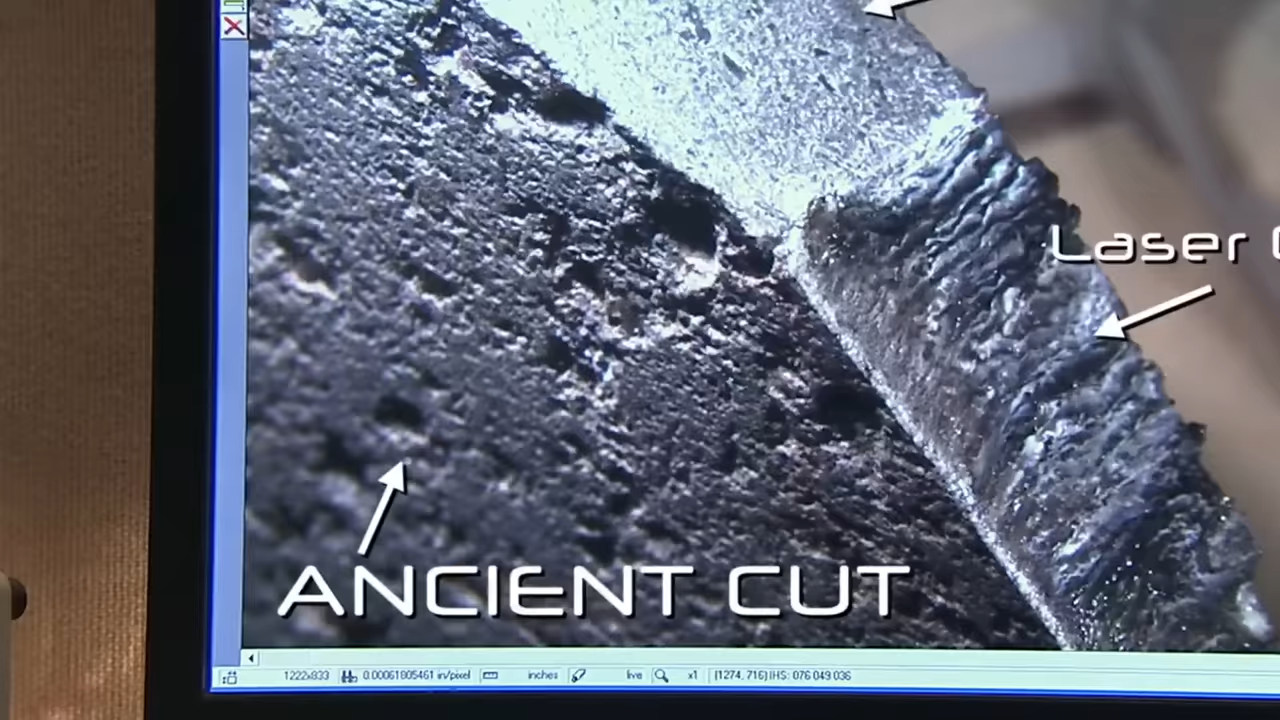 Laser
ANCIENT CUT
1222x833 0.00061805461 in/pixel inches live x1 (1274, 716) IHS: 076 049 036